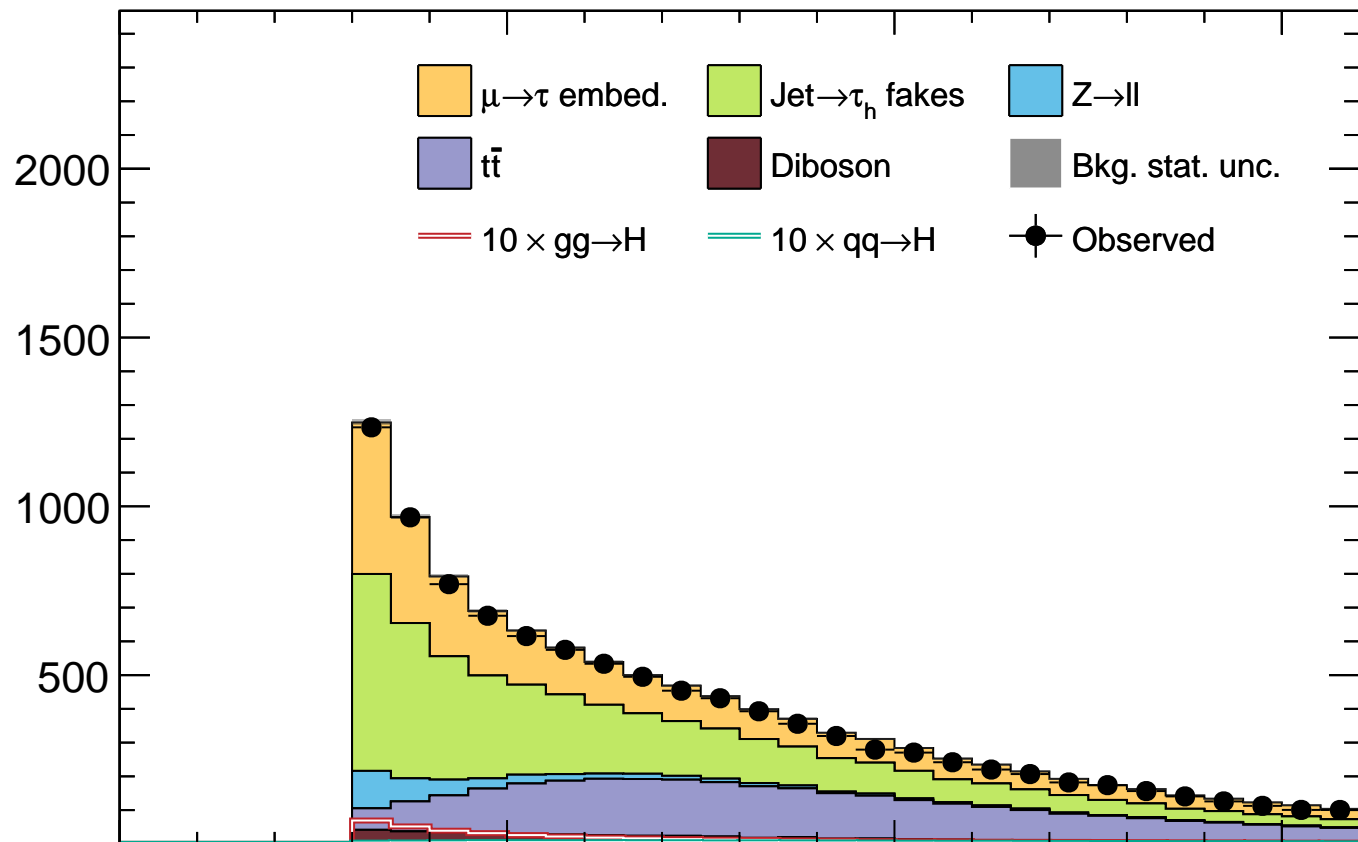 μ→τ embed. Jet→τh fakes Z→ll
2000 tt̄ Diboson Bkg. stat. unc.
10 × gg→H 10 × qq→H Observed
1500
1000
500